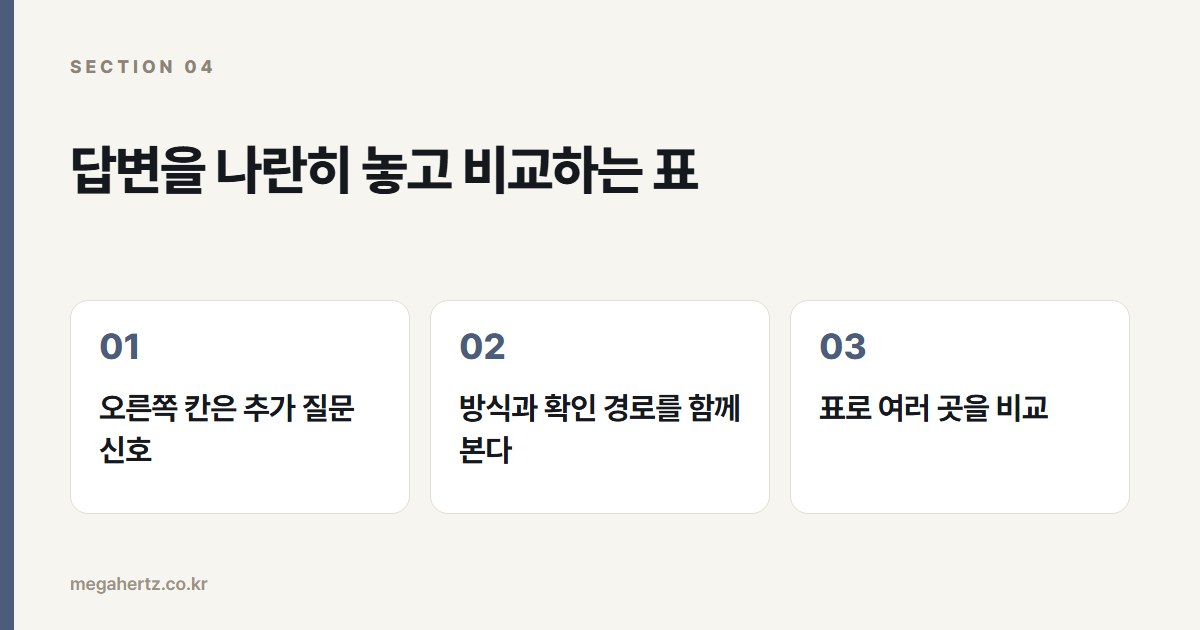 SECTION 04
답변을 나란히 놓고 비교하는 표
01
오른쪽 칸은 추가 질문
신호
02
방식과 확인 경로를 함께
본다
03
표로 여러 곳을 비교
megahertz.co.kr